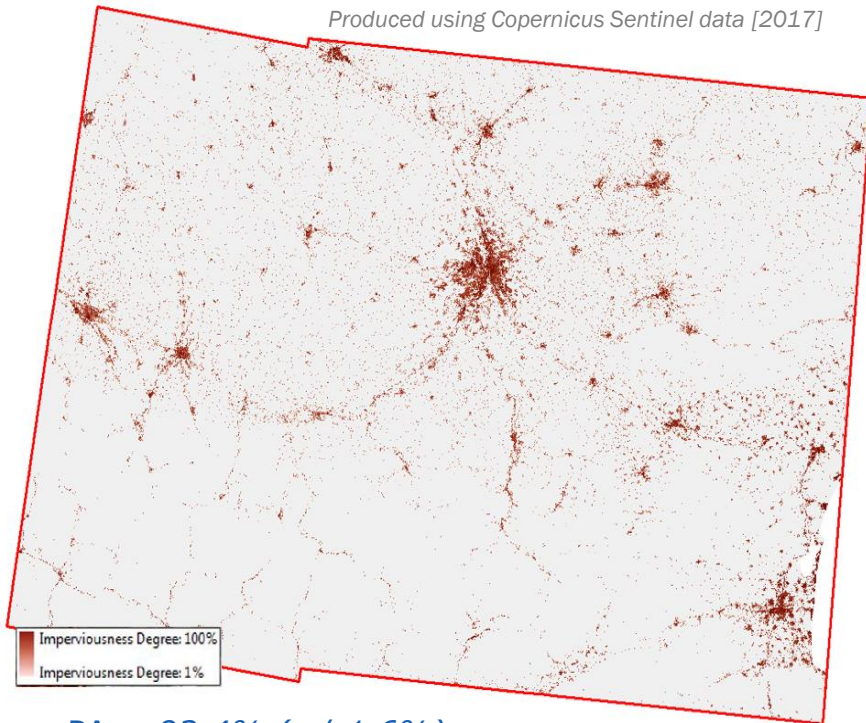 Produced using Copernicus Sentinel data [2017]
Imperviousness Degree: 100%
Imperviousness Degree: 1%